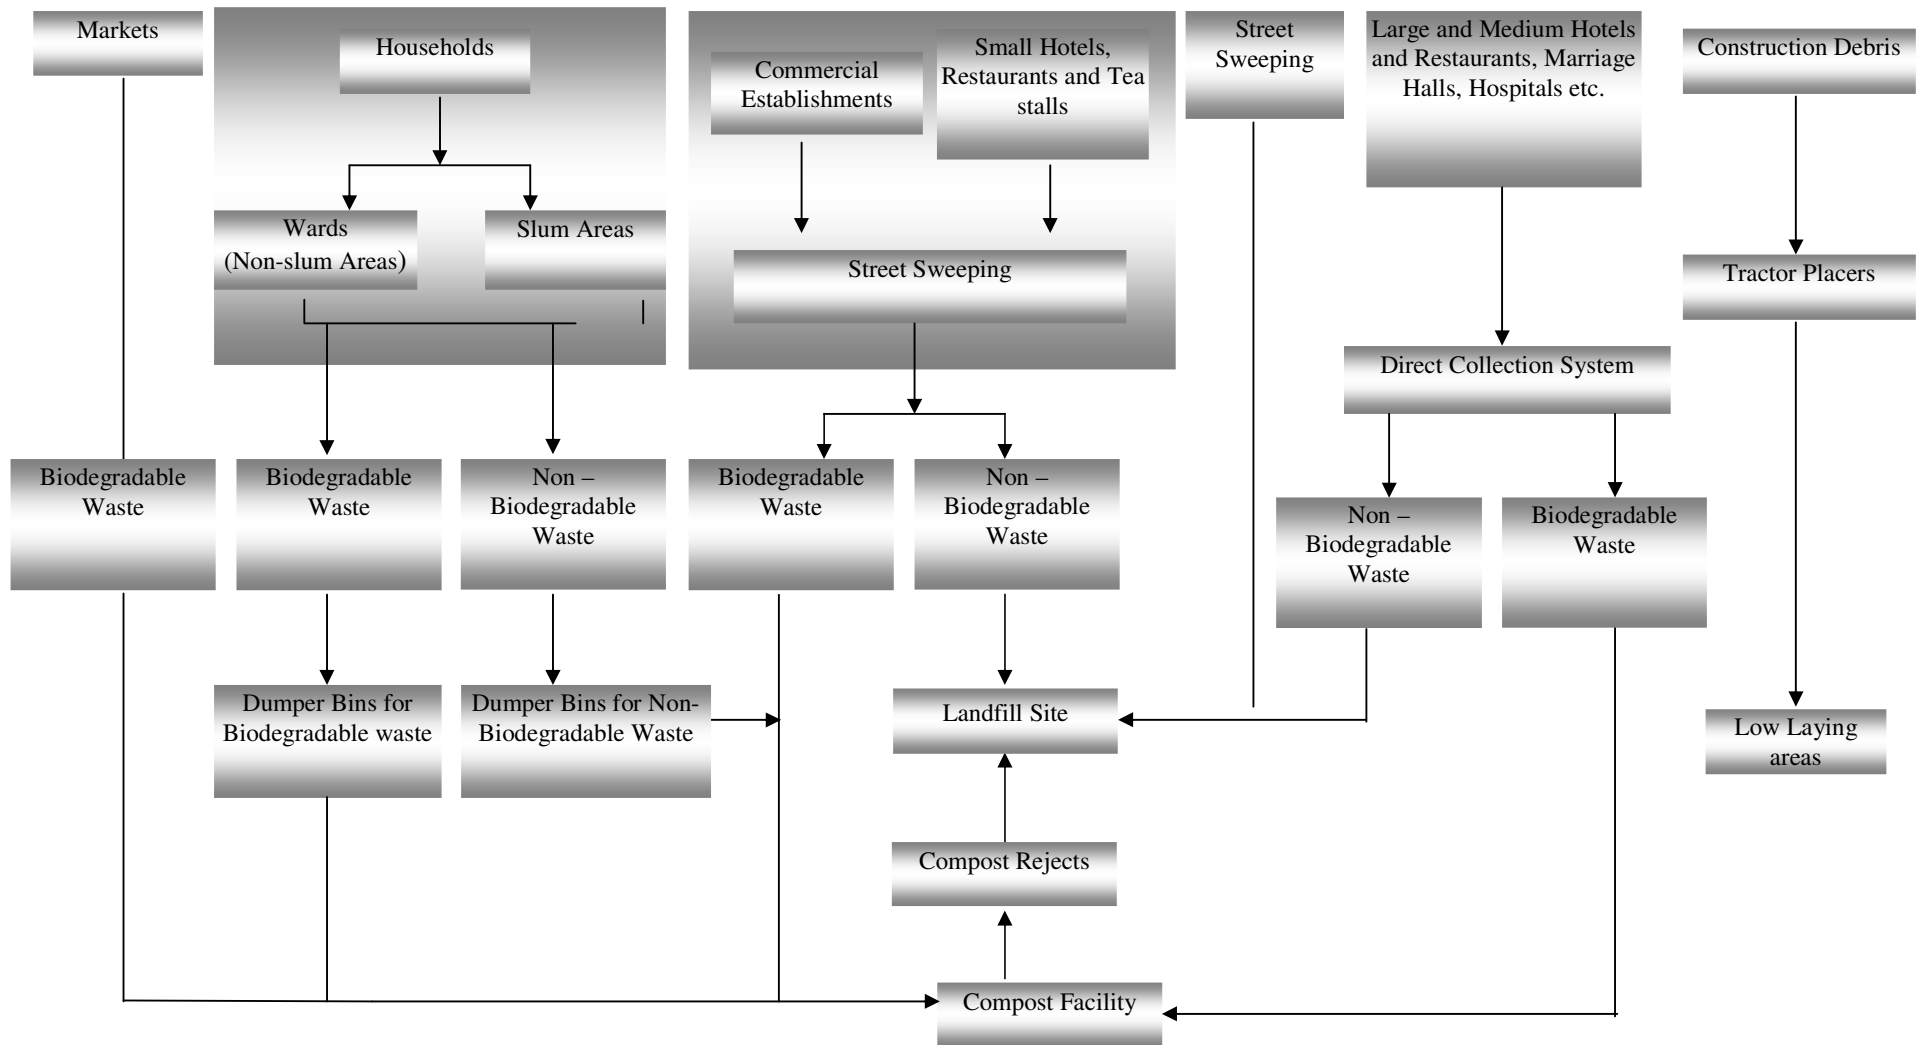 Markets
Households
Commercial
Establishments
Small Hotels,
Restaurants and Tea
stalls
Street
Sweeping
Large and Medium Hotels
and Restaurants, Marriage
Halls, Hospitals etc.
Construction Debris
Wards
(Non-slum Areas)
Slum Areas
Street Sweeping
Tractor Placers
Direct Collection System
Biodegradable
Waste
Biodegradable
Waste
Non –
Biodegradable
Waste
Biodegradable
Waste
Non –
Biodegradable
Waste
Non –
Biodegradable
Waste
Biodegradable
Waste
Dumper Bins for
Biodegradable waste
Dumper Bins for Non-
Biodegradable Waste
Landfill Site
Low Laying
areas
Compost Rejects
Compost Facility